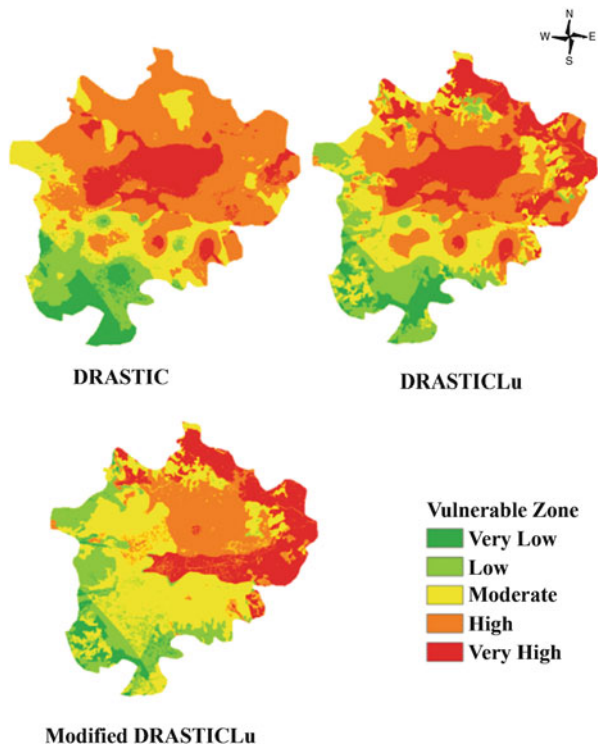 N
W E
S
DRASTIC
DRASTICLu
Vulnerable Zone
Very Low
Low
Moderate
High
Very High
Modified DRASTICLu